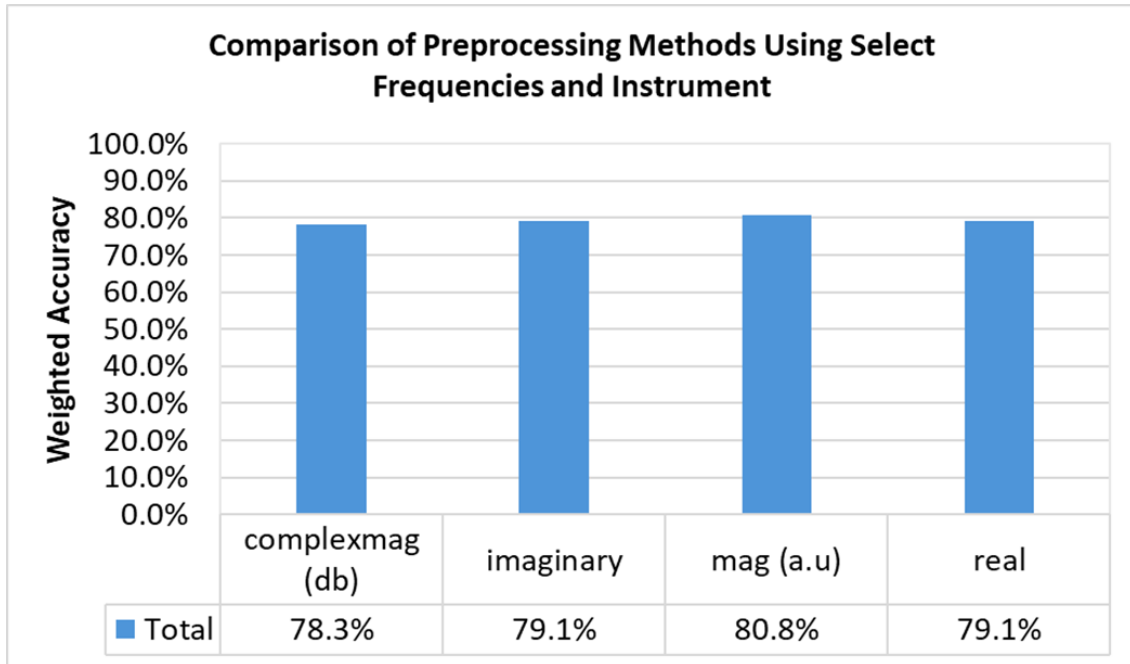 Comparison of Preprocessing Methods Using Select
Frequencies and Instrument
Weighted Accuracy
100.0%
90.0%
80.0%
70.0%
60.0%
50.0%
40.0%
30.0%
20.0%
10.0%
0.0%
complexmag
(db)
imaginary
mag (a.u)
real
Total 78.3% 79.1% 80.8% 79.1%